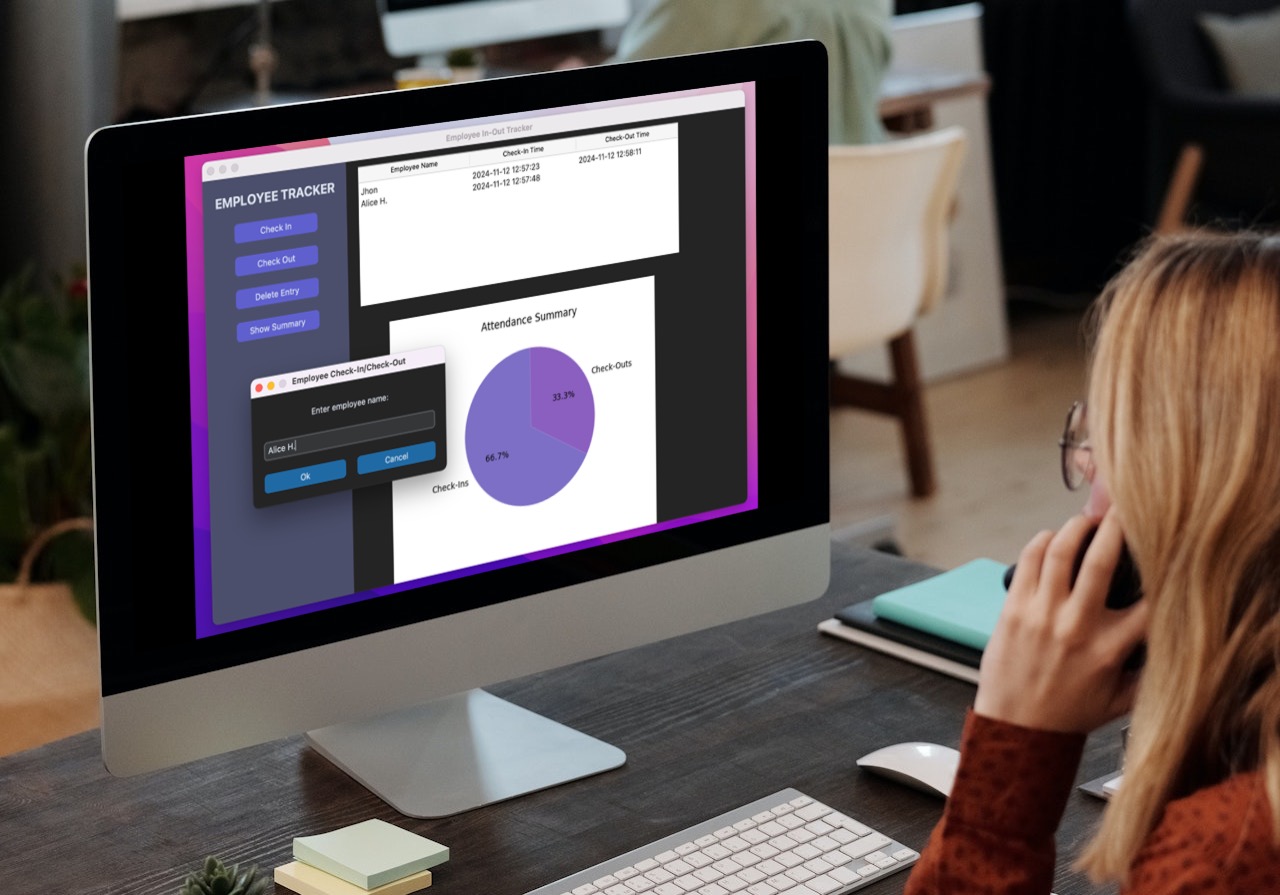 Employee In-Out Tracker
EMPLOYEE TRACKER
Check In
Check Out
Delete Entry
Show Summary
Employee Name Check-In Time Check-Out Time
Jhon 2024-11-12 12:57:23 2024-11-12 12:58:11
Alice H. 2024-11-12 12:57:48
Attendance Summary
Check-Outs
33.3%
66.7%
Check-Ins
Employee Check-In/Check-Out
Enter employee name:
Alice H.
Ok Cancel